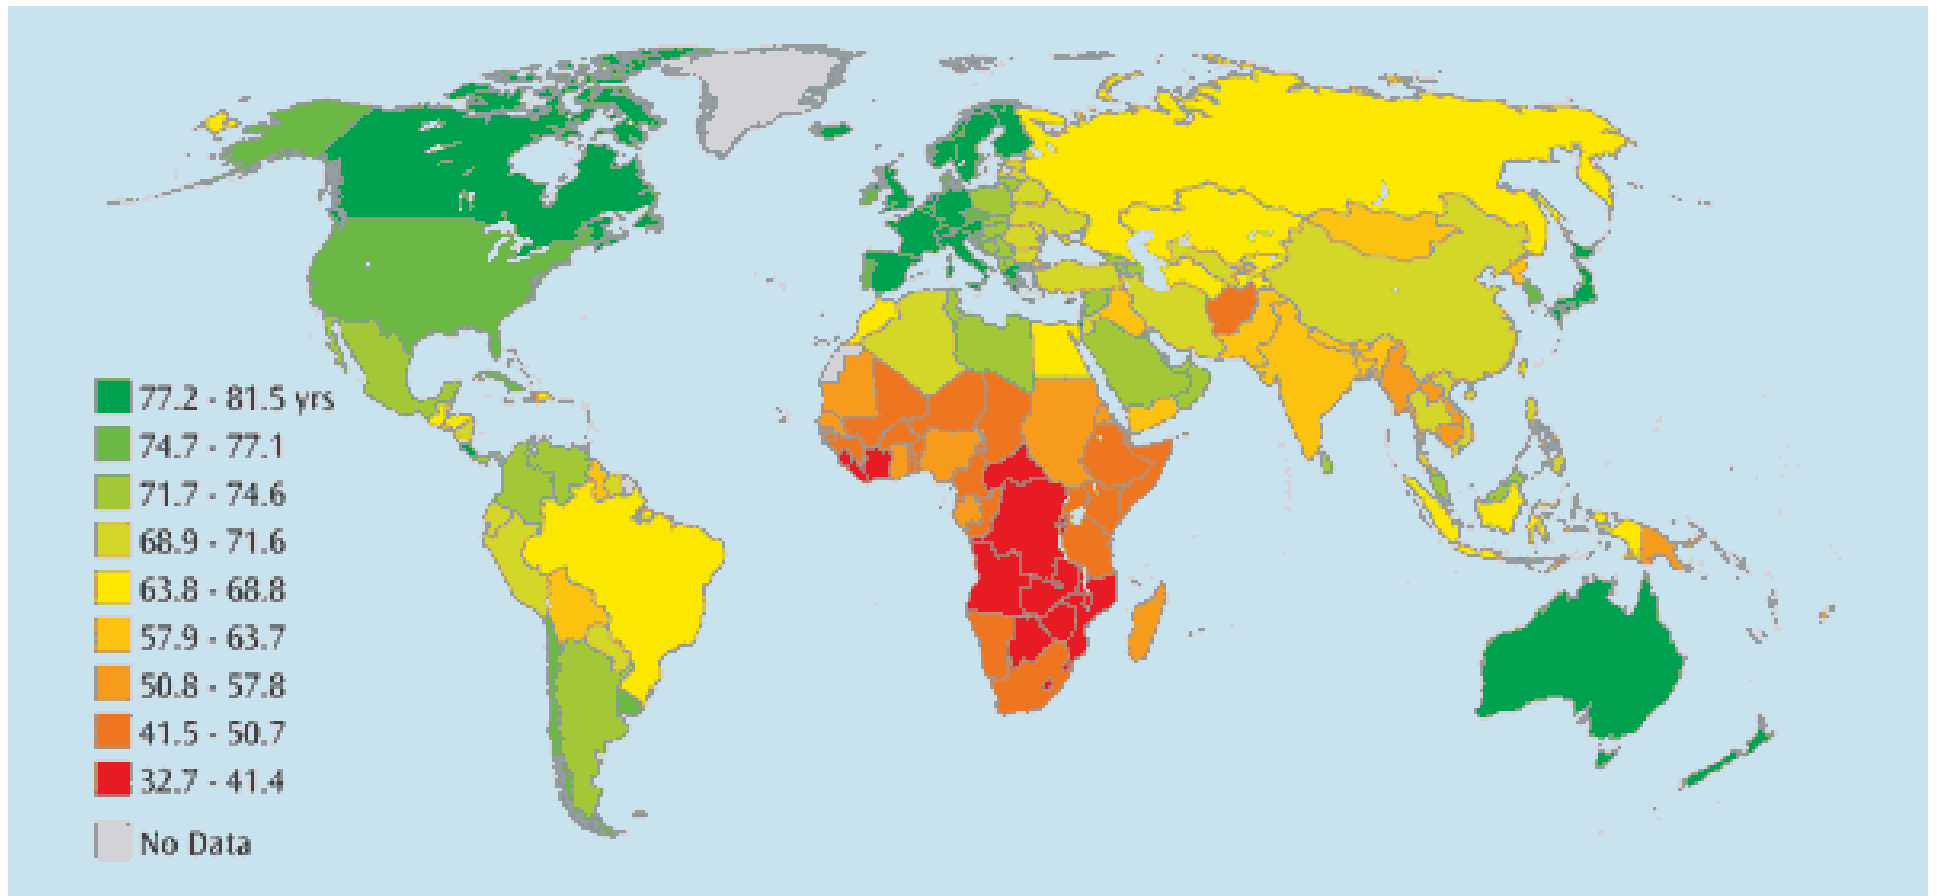 77.2 - 81.5 yrs
74.7 - 77.1
71.7 - 74.6
68.9 - 71.6
63.8 - 68.8
57.9 - 63.7
50.8 - 57.8
41.5 - 50.7
32.7 - 41.4
No Data